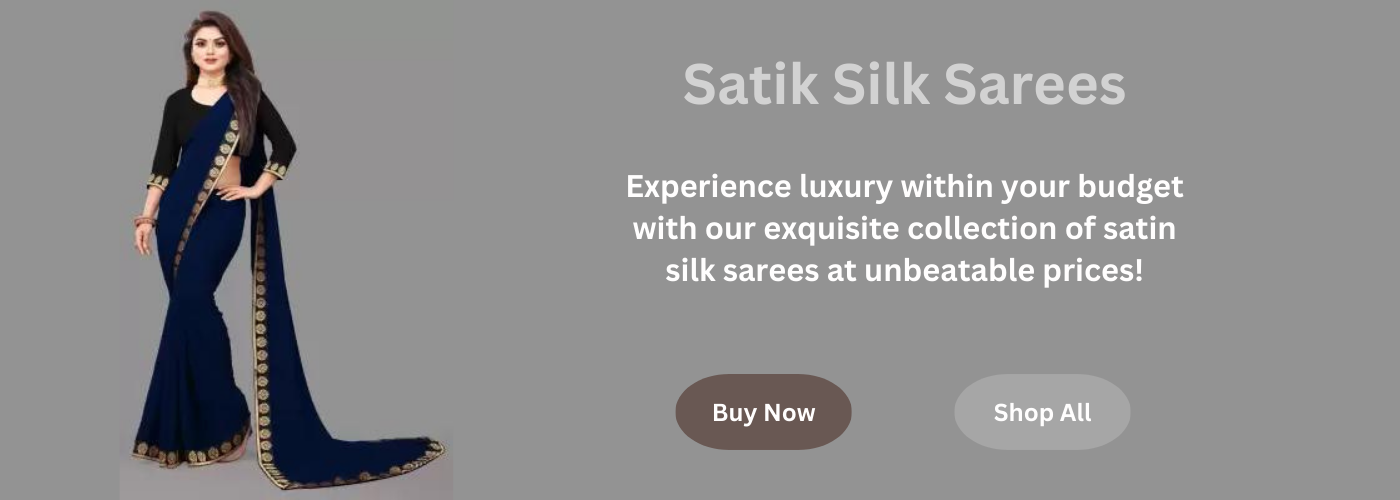 Satik Silk Sarees
Experience luxury within your budget
with our exquisite collection of satin
silk sarees at unbeatable prices!
Buy Now
Shop All